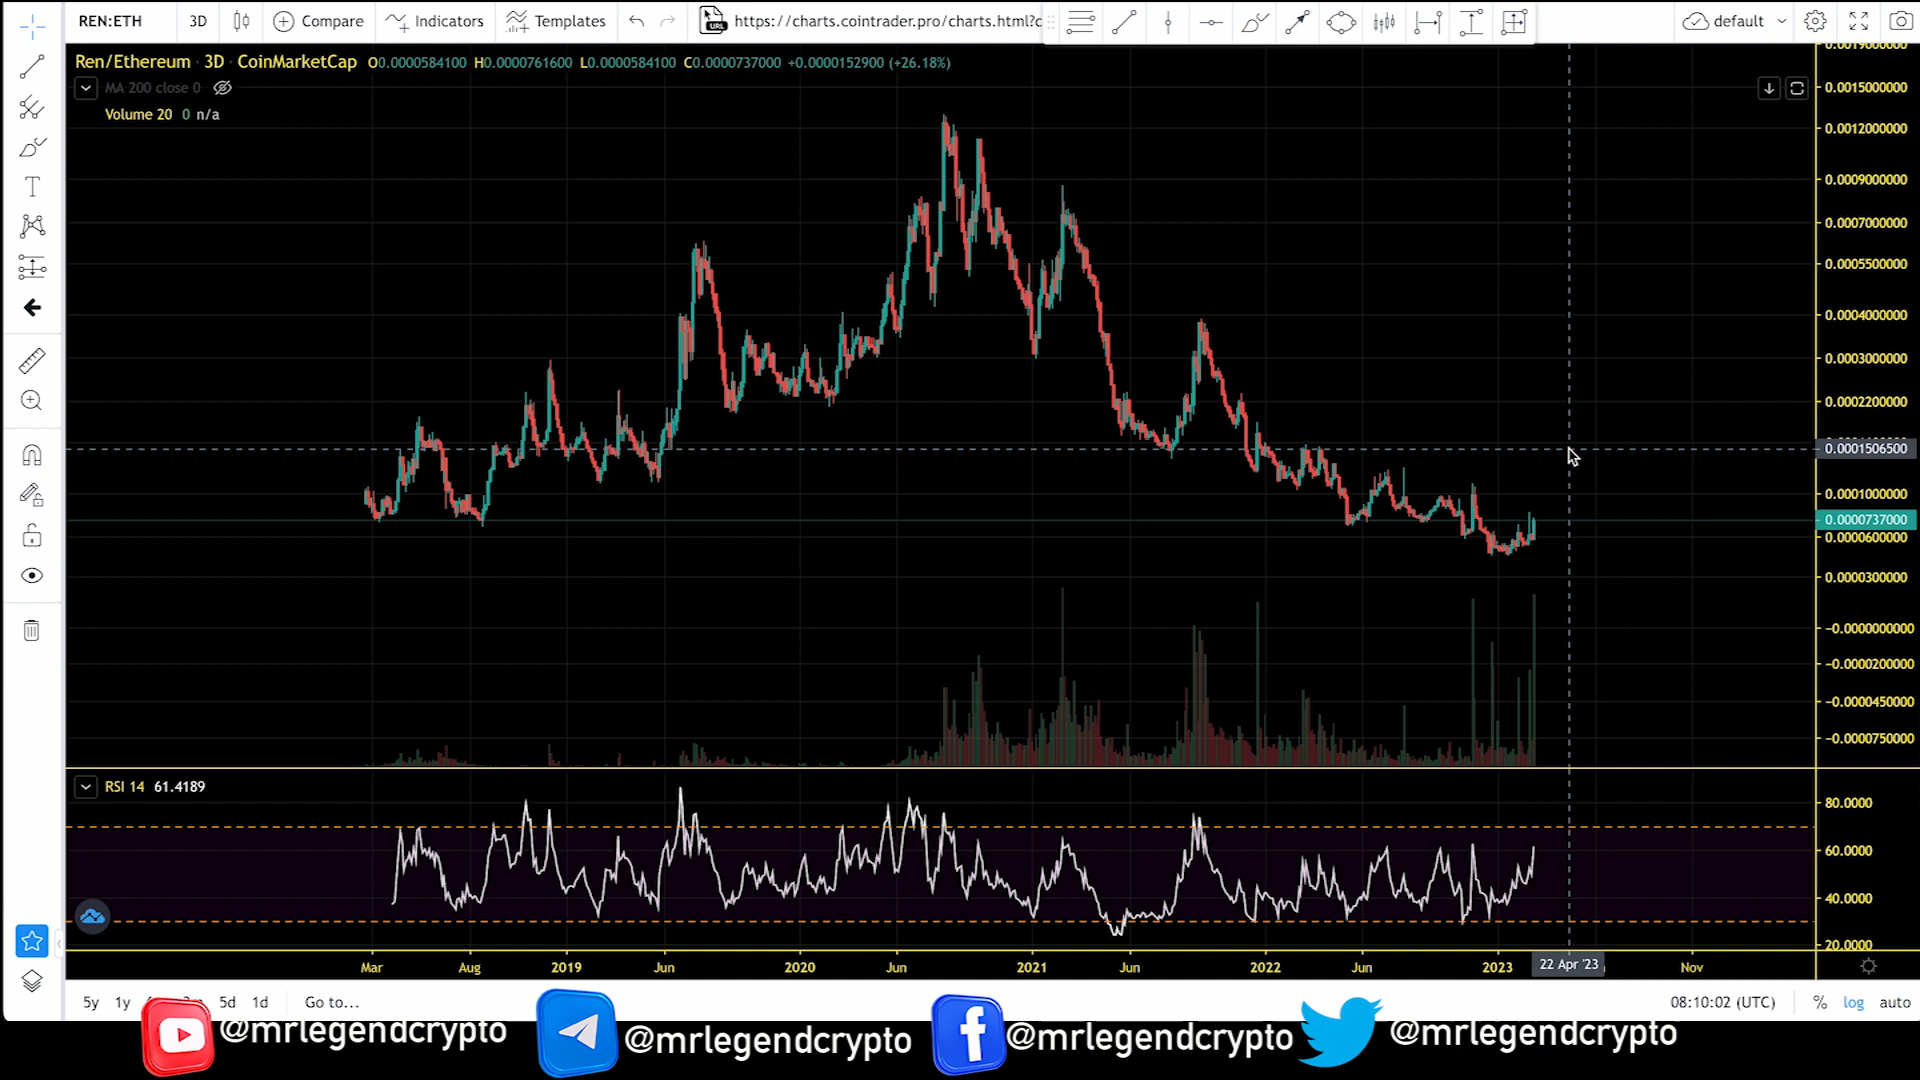 REN:ETH 3D Compare Indicators Templates https://charts.cointrader.pro/charts.html?c default
Ren/Ethereum · 3D · CoinMarketCap O0.0000584100 H0.0000761600 L0.0000584100 C0.0000737000 +0.0000152900 (+26.18%)
MA 200 close 0
Volume 20 0 n/a
0.0019000000
0.0015000000
0.0012000000
0.0009000000
0.0007000000
0.0005500000
0.0004000000
0.0003000000
0.0002200000
0.0001506500
0.0001000000
0.0000737000
0.0000600000
0.0000300000
−0.0000000000
−0.0000200000
−0.0000450000
−0.0000750000
RSI 14 61.4189
80.0000
60.0000
40.0000
20.0000
Mar Aug 2019 Jun 2020 Jun 2021 Jun 2022 Jun 2023 22 Apr '23 Nov
5y 1y 5d 1d Go to... 08:10:02 (UTC) % log auto
@mrlegendcrypto @mrlegendcrypto @mrlegendcrypto @mrlegendcrypto